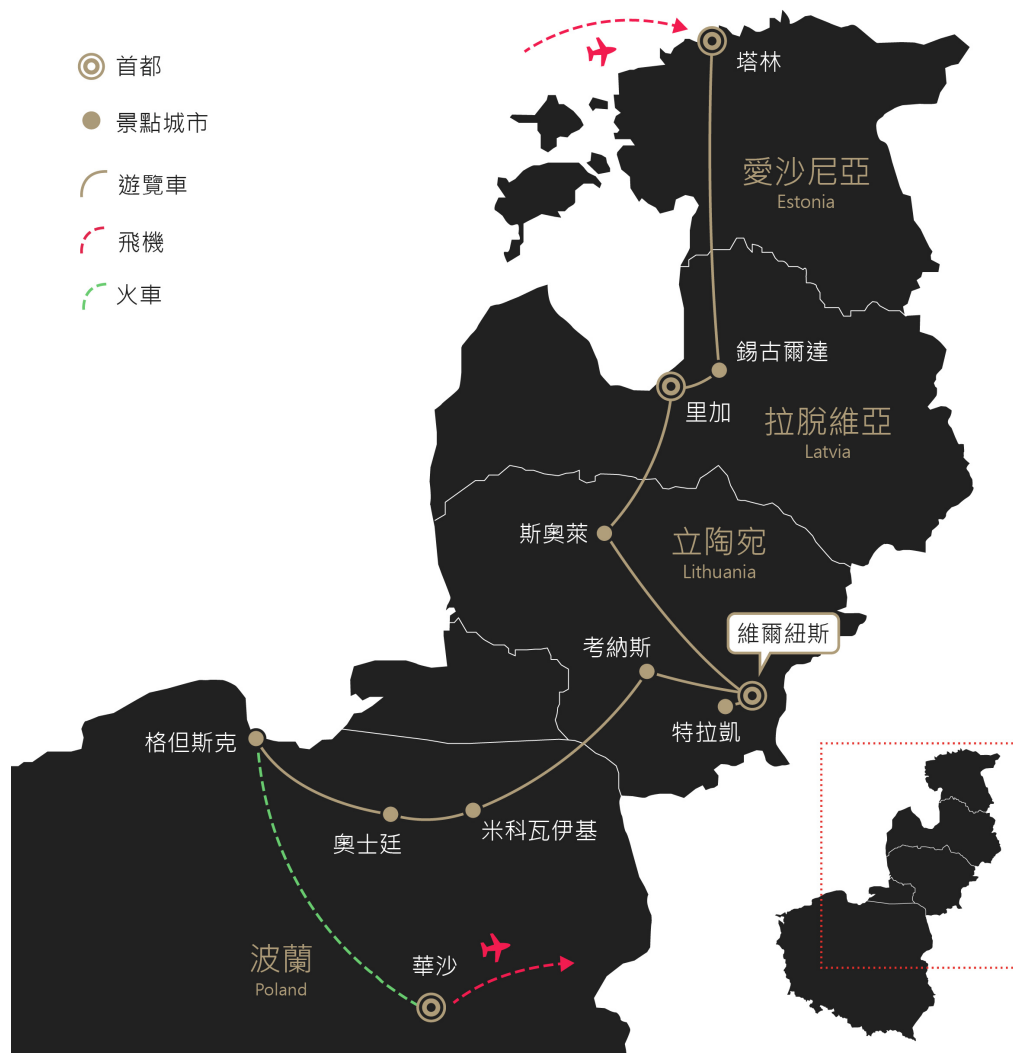 首都
景點城市
遊覽車
飛機
火車
塔林
愛沙尼亞
Estonia
錫古爾達
里加
拉脫維亞
Latvia
斯奧萊
立陶宛
Lithuania
維爾紐斯
考納斯
特拉凱
格但斯克
奧士廷
米科瓦伊基
波蘭
Poland
華沙